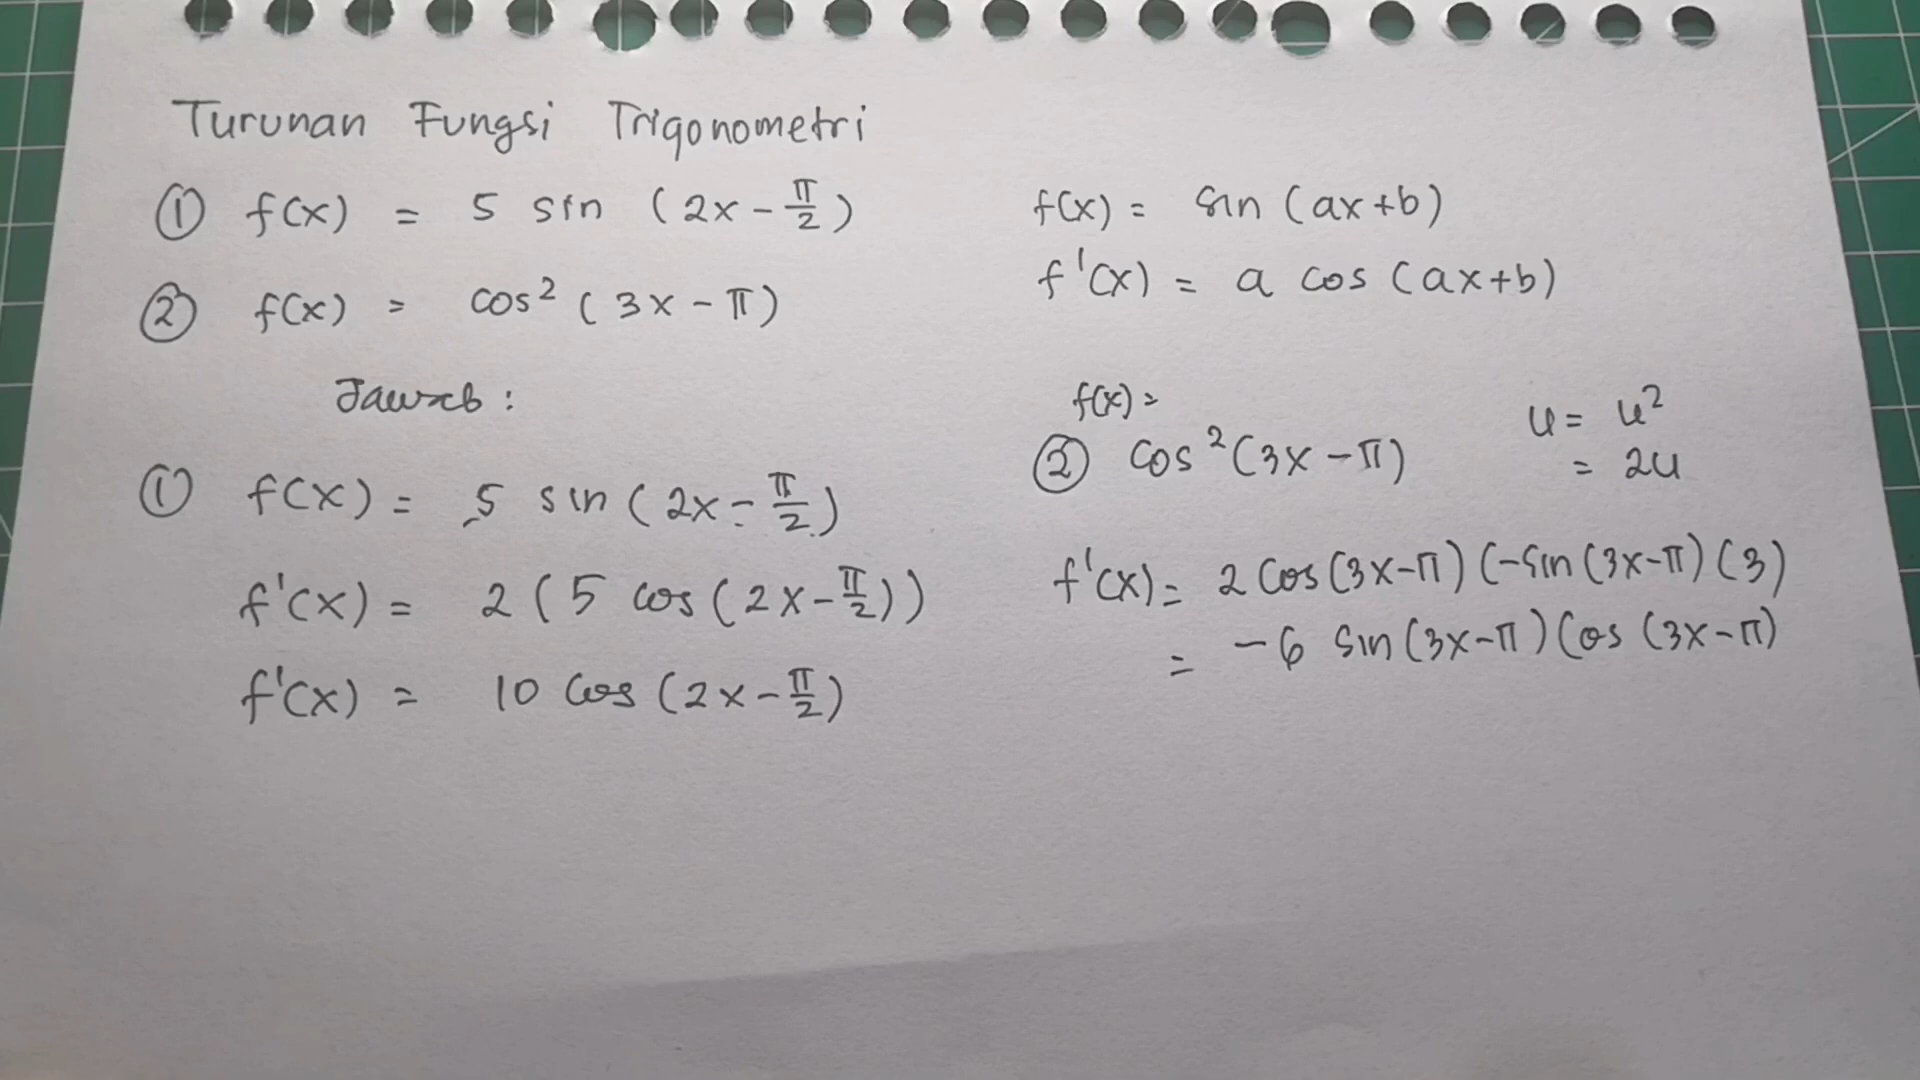 Turunan Fungsi Trigonometri
① f(x) = 5 sin (2x - π/2)
② f(x) = cos² (3x - π)
f(x) = sin (ax+b)
f'(x) = a cos (ax+b)
Jawab :
① f(x) = 5 sin (2x - π/2)
f'(x) = 2 (5 cos (2x - π/2))
f'(x) = 10 cos (2x - π/2)
f(x) =
② cos² (3x - π)
u = u²
= 2u
f'(x) = 2 cos (3x-π) (-sin (3x-π) (3)
= -6 sin (3x-π) cos (3x-π)